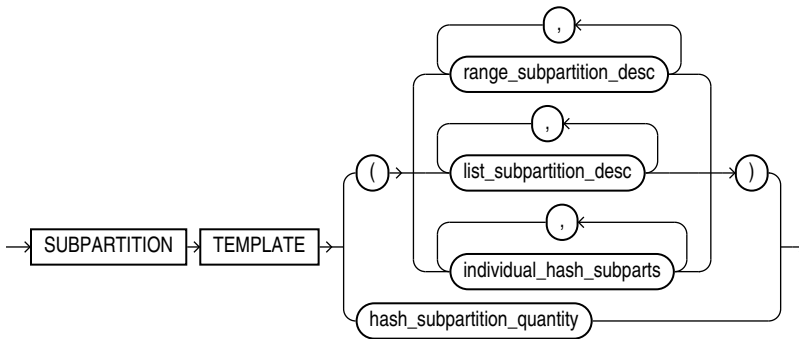 ,
range_subpartition_desc
,
( list_subpartition_desc )
,
SUBPARTITION TEMPLATE
individual_hash_subparts
hash_subpartition_quantity